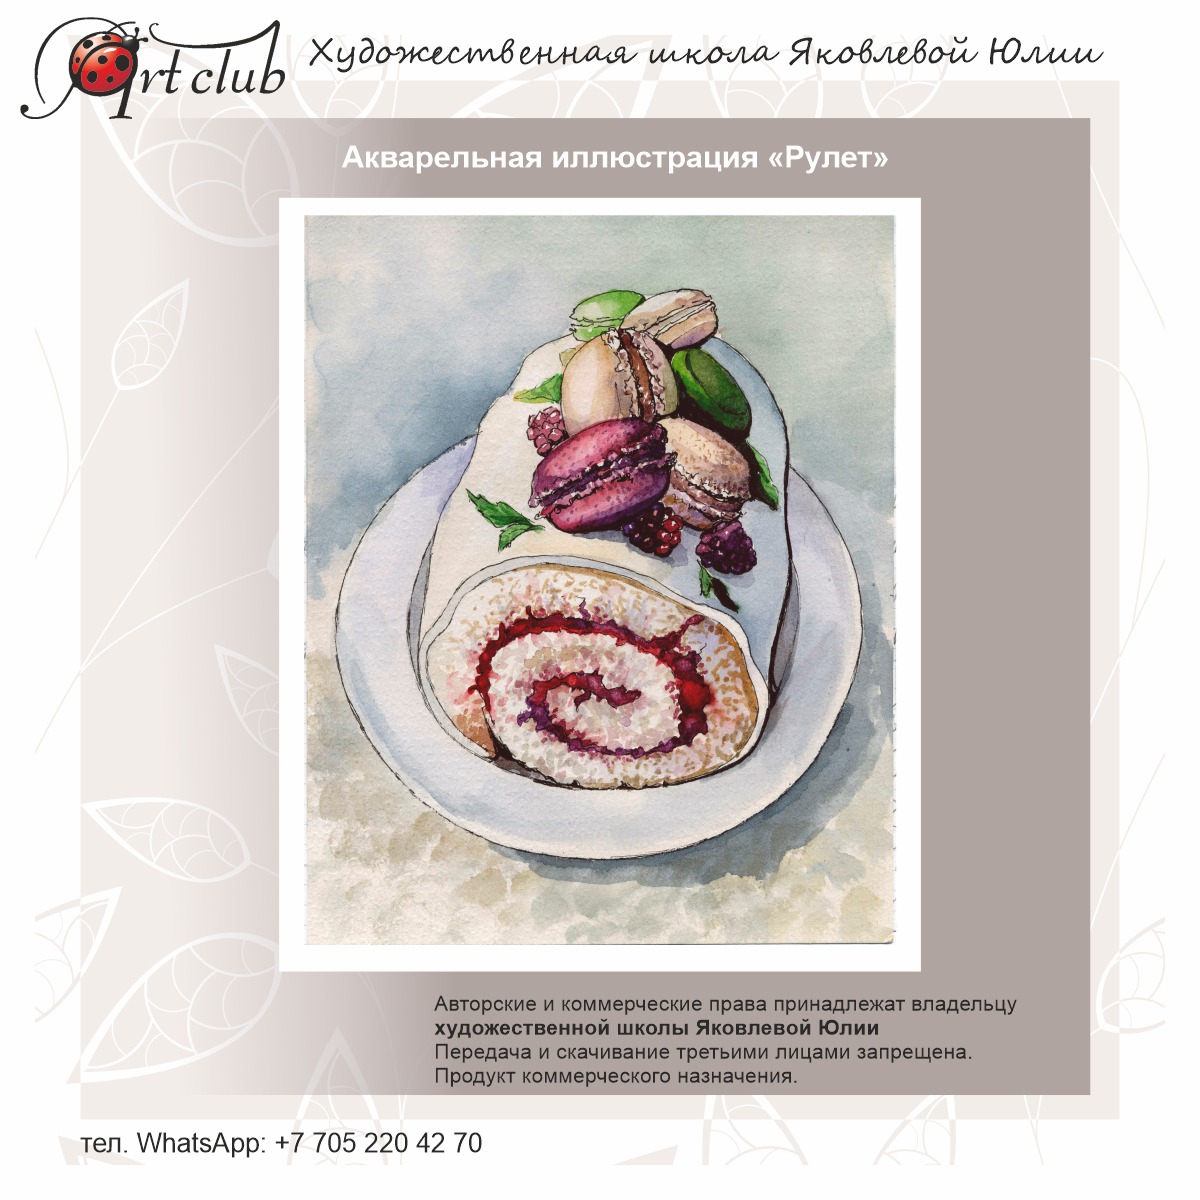 Art club
Художественная школа Яковлевой Юлии
Акварельная иллюстрация «Рулет»
Авторские и коммерческие права принадлежат владельцу
художественной школы Яковлевой Юлии
Передача и скачивание третьими лицами запрещена.
Продукт коммерческого назначения.
тел. WhatsApp: +7 705 220 42 70